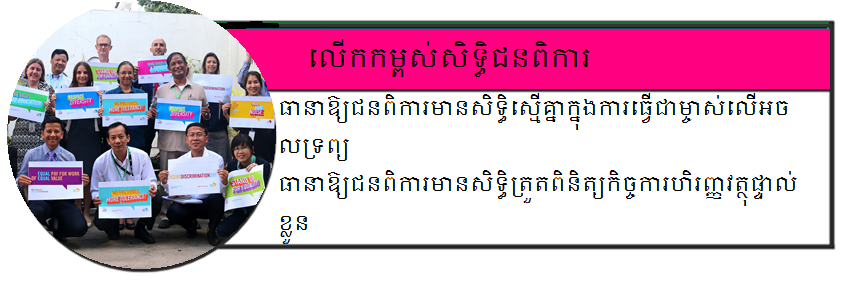 លើកកម្ពស់សិទ្ធិជនពិការ
ធានាឱ្យជនពិការមានសិទ្ធិស្មើគ្នាក្នុងការធ្វើជាម្ចាស់លើអច
លទ្រព្យ
ធានាឱ្យជនពិការមានសិទ្ធិត្រួតពិនិត្យកិច្ចការហិរញ្ញវត្ថុផ្ទាល់
ខ្លួន
DIVERSITY
MORE TOLERANCE
DIVERSITY
EQUAL PAY FOR WORK
OF EQUAL VALUE
DISCRIMINATION
MORE TOLERANCE